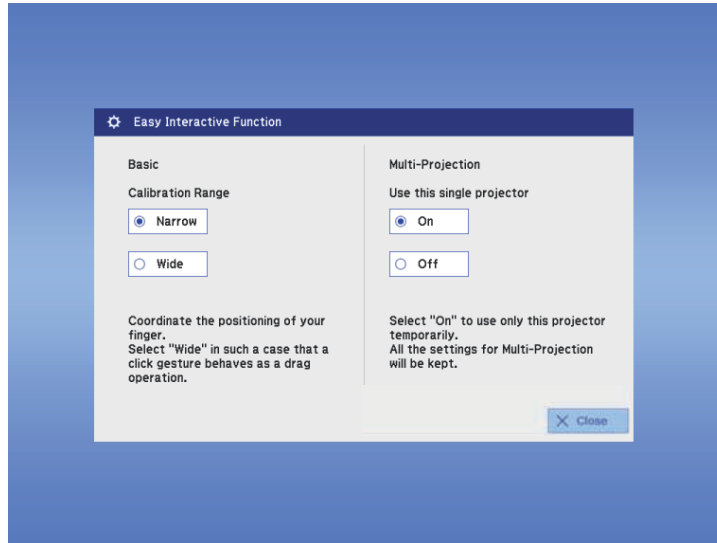 Easy Interactive Function
Basic
Calibration Range
Narrow
Wide
Coordinate the positioning of your
finger.
Select "Wide" in such a case that a
click gesture behaves as a drag
operation.
Multi-Projection
Use this single projector
On
Off
Select "On" to use only this projector
temporarily.
All the settings for Multi-Projection
will be kept.
Close